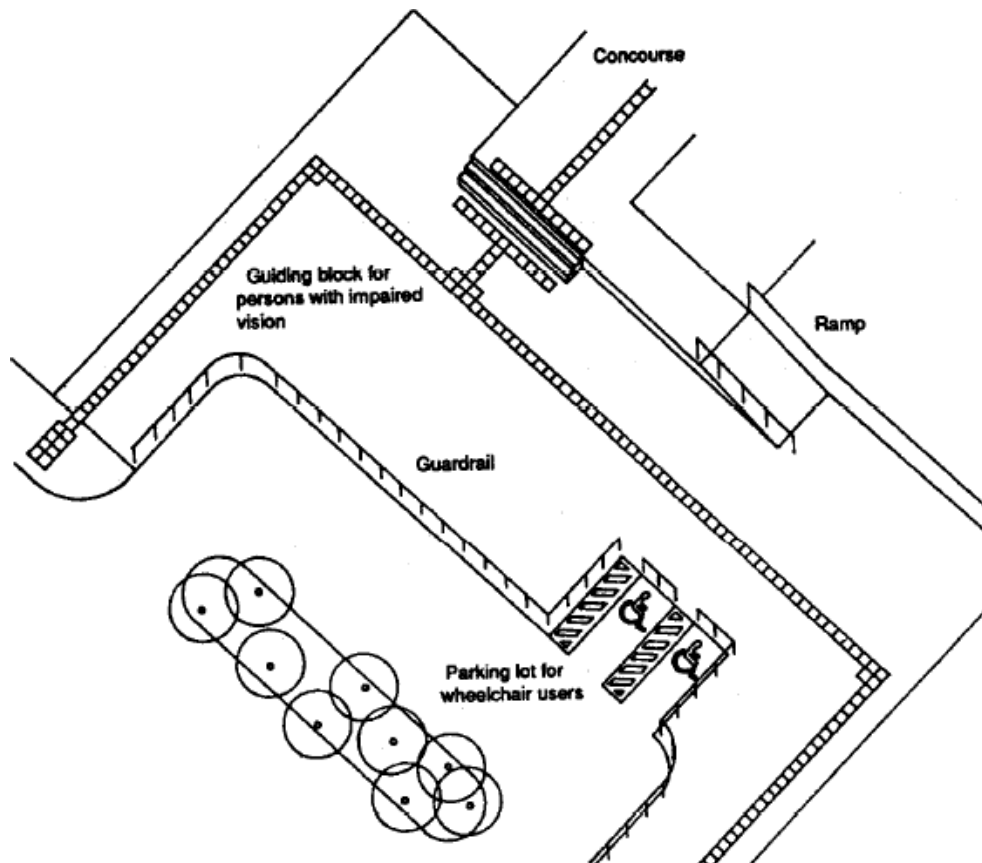 Concourse
Guiding block for
persons with impaired
vision
Ramp
Guardrail
Parking lot for
wheelchair users